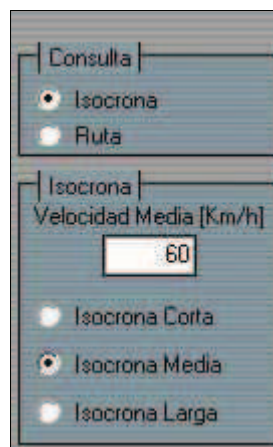 Consulta
Isocrona
Ruta
Isocrona
Velocidad Media [Km/h]
60
Isocrona Corta
Isocrona Media
Isocrona Larga